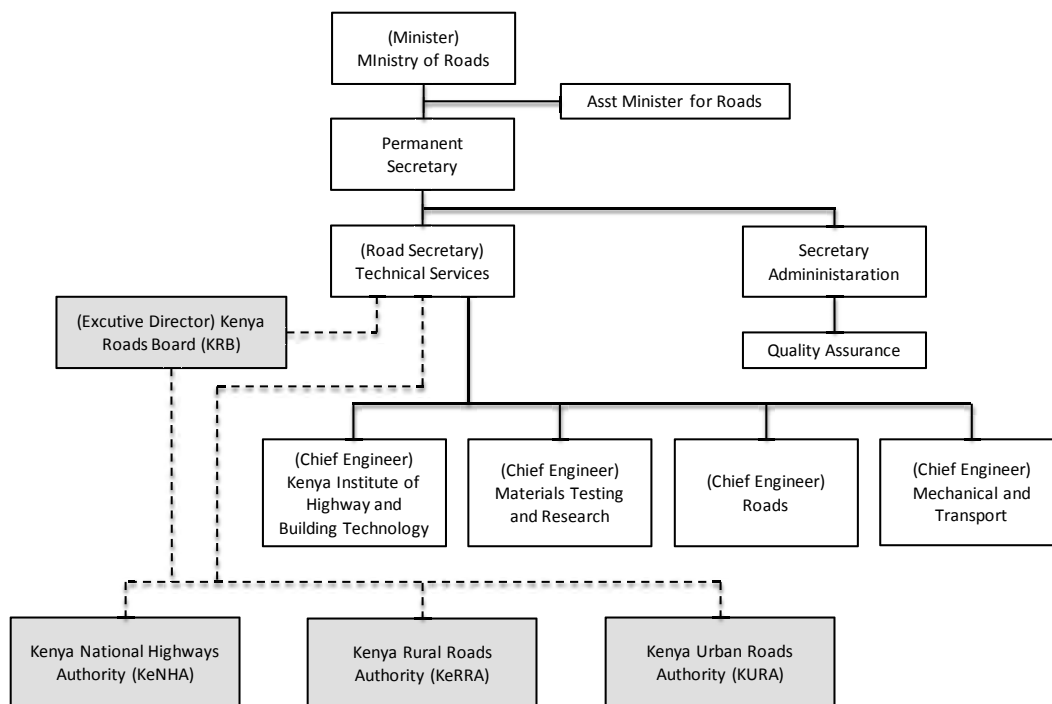 (Minister)
MInistry of Roads
Asst Minister for Roads
Permanent
Secretary
(Road Secretary)
Technical Services
Secretary
Admininistaration
(Excutive Director) Kenya
Roads Board (KRB)
Quality Assurance
(Chief Engineer)
Kenya Institute of
Highway and
Building Technology
(Chief Engineer)
Materials Testing
and Research
(Chief Engineer)
Roads
(Chief Engineer)
Mechanical and
Transport
Kenya National Highways
Authority (KeNHA)
Kenya Rural Roads
Authority (KeRRA)
Kenya Urban Roads
Authority (KURA)